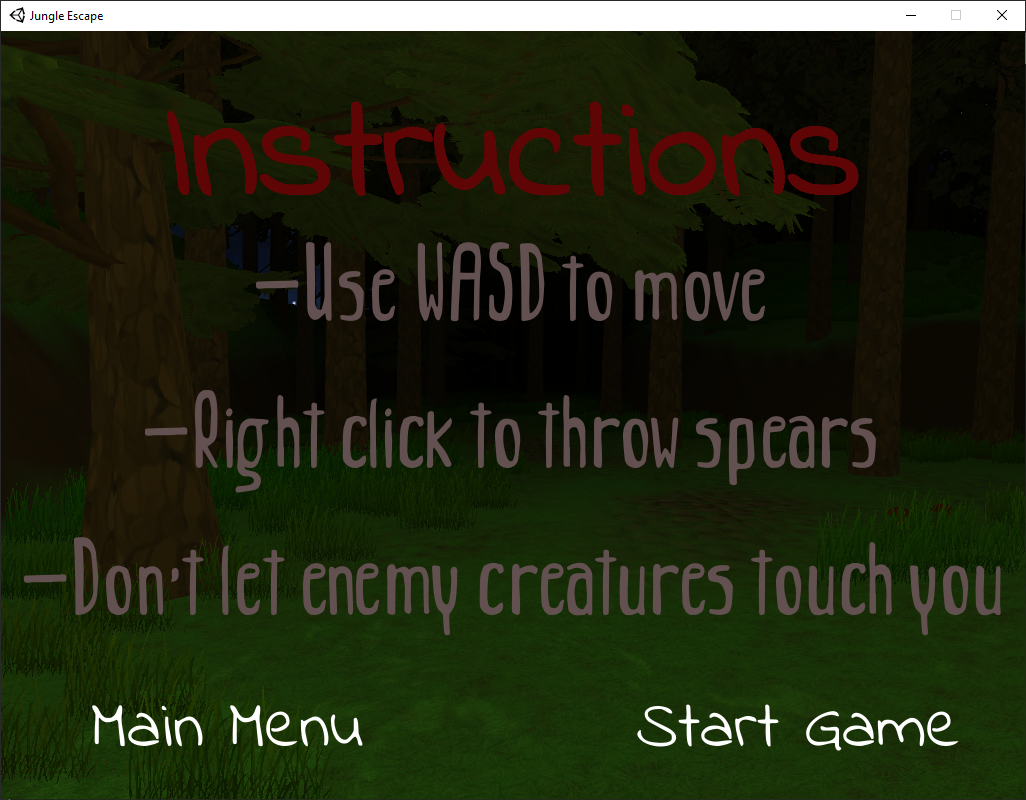 Jungle Escape
Instructions
-Use WASD to move
-Right click to throw spears
-Don't let enemy creatures touch you
Main Menu Start Game